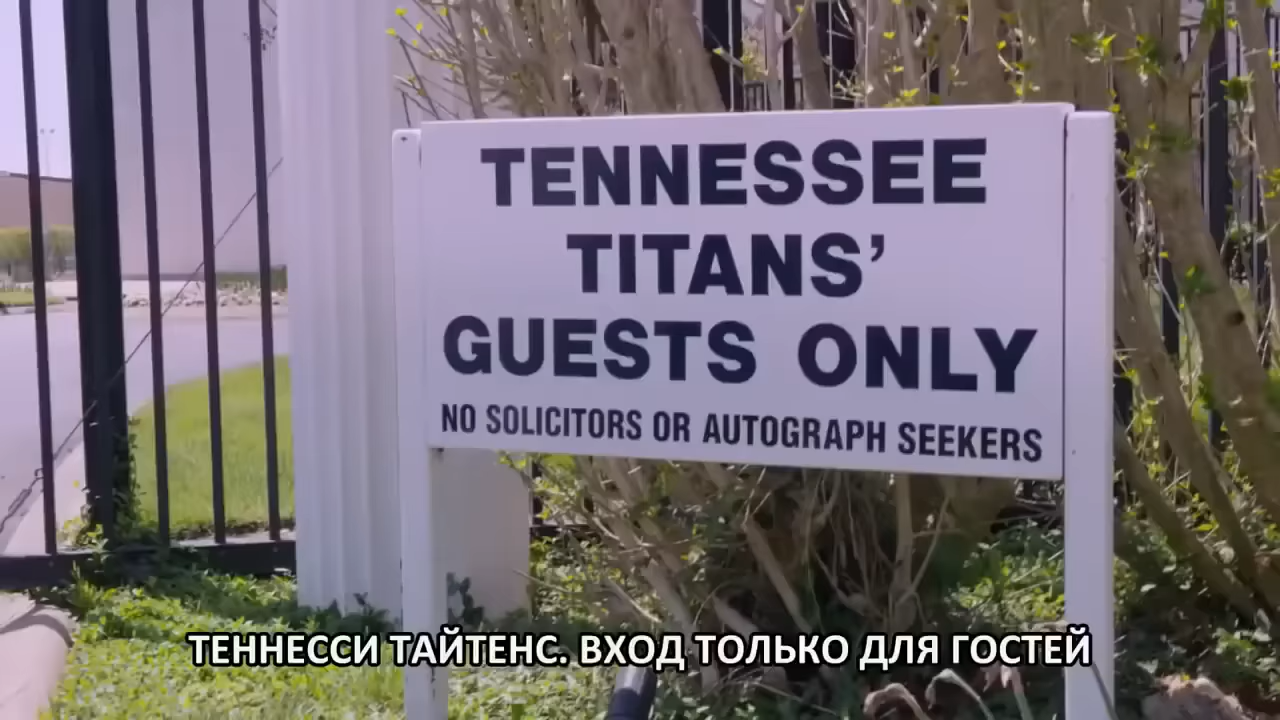 TENNESSEE
TITANS’
GUESTS ONLY
NO SOLICITORS OR AUTOGRAPH SEEKERS
ТЕННЕССИ ТАЙТЕНС. ВХОД ТОЛЬКО ДЛЯ ГОСТЕЙ